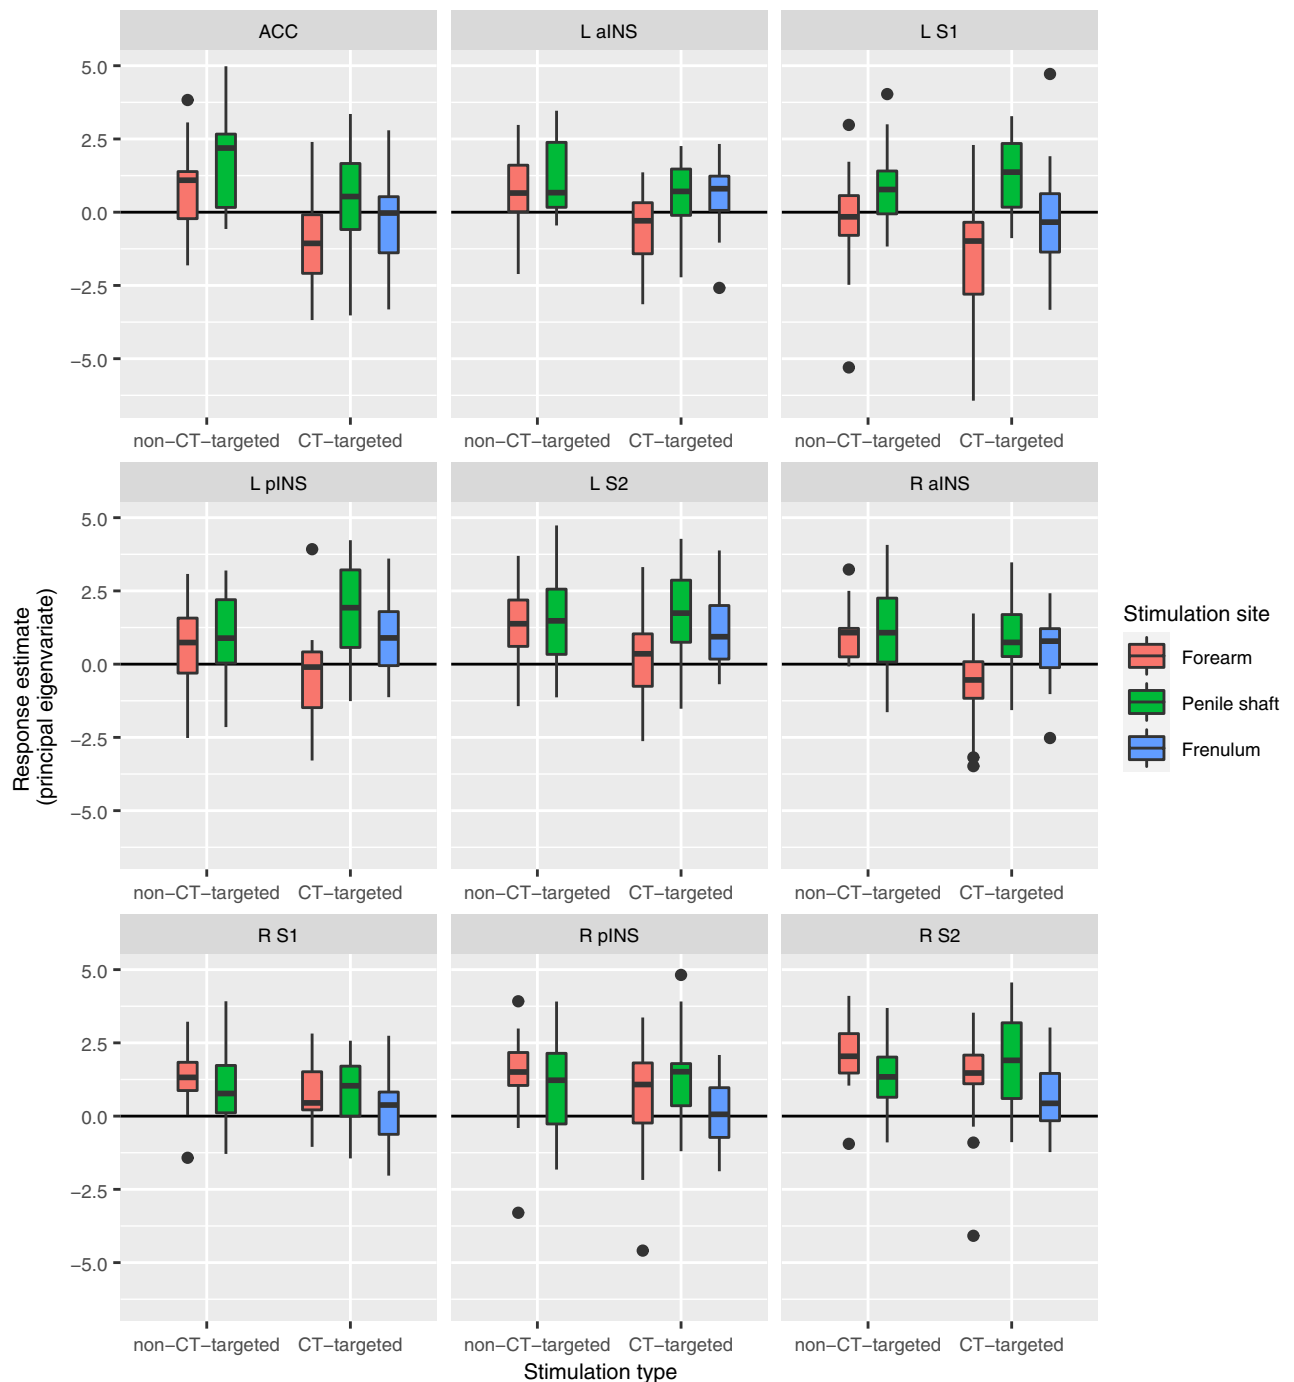 ACC
L aINS
L S1
5.0
2.5
0.0
−2.5
−5.0
non−CT−targeted
CT−targeted
non−CT−targeted
CT−targeted
non−CT−targeted
CT−targeted
L pINS
L S2
R aINS
5.0
2.5
0.0
−2.5
−5.0
non−CT−targeted
CT−targeted
non−CT−targeted
CT−targeted
non−CT−targeted
CT−targeted
R S1
R pINS
R S2
5.0
2.5
0.0
−2.5
−5.0
non−CT−targeted
CT−targeted
non−CT−targeted
CT−targeted
non−CT−targeted
CT−targeted
Response estimate
(principal eigenvariate)
Stimulation type
Stimulation site
Forearm
Penile shaft
Frenulum